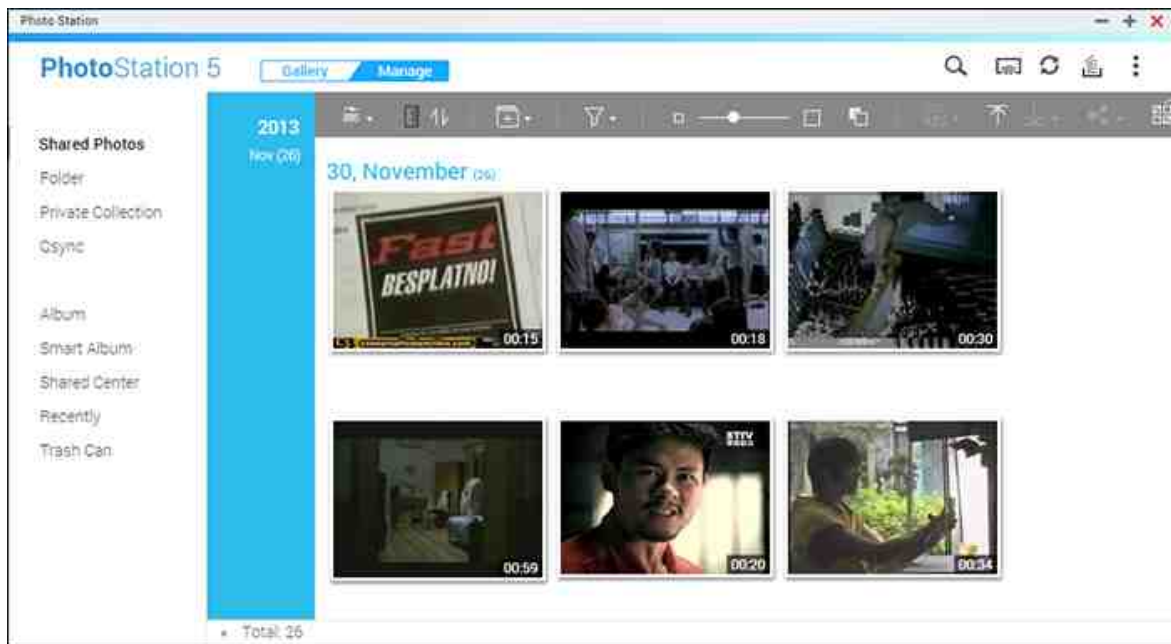 Photo Station
PhotoStation 5
Gallery
Manage
Shared Photos
Folder
Private Collection
Qsync
Album
Smart Album
Shared Center
Recently
Trash Can
2013
Nov (26)
30, November (26)
Fast
BESPLATNO!
00:15
00:18
00:30
00:59
BTTV
00:20
00:34
Total: 26